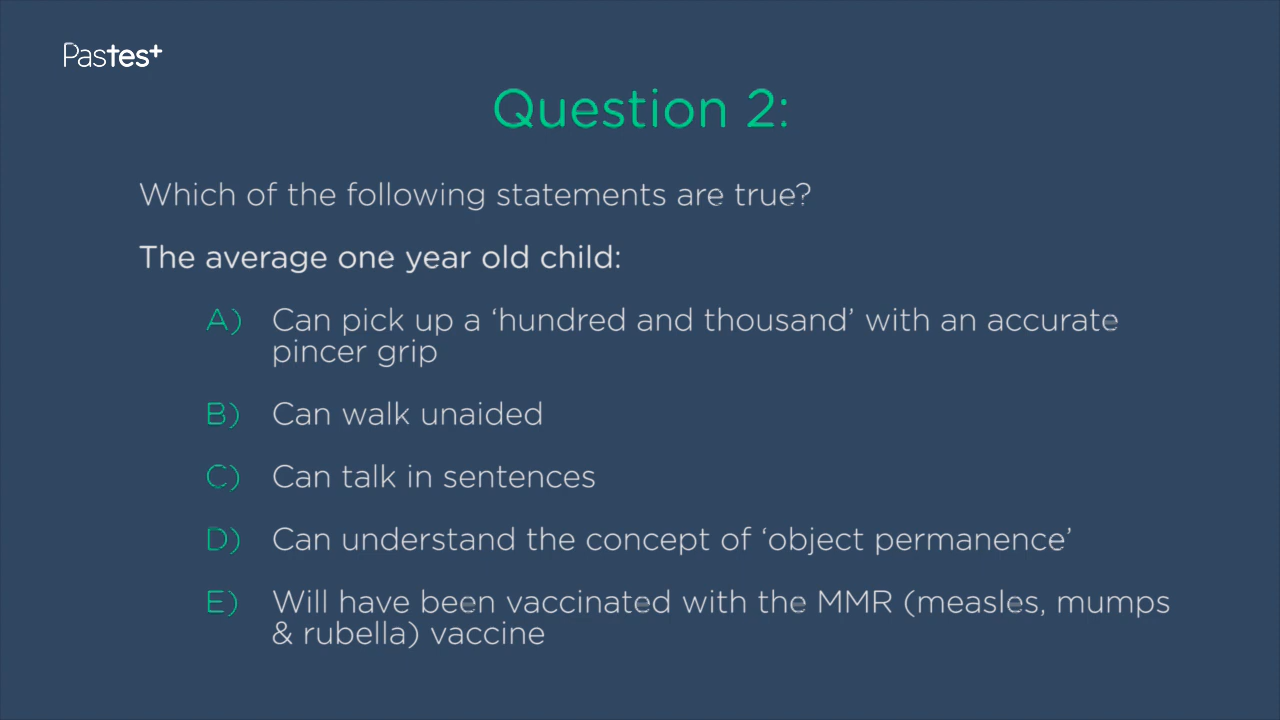 Pastest
Question 2:
Which of the following statements are true?
The average one year old child:
A) Can pick up a ‘hundred and thousand’ with an accurate
pincer grip
B) Can walk unaided
C) Can talk in sentences
D) Can understand the concept of ‘object permanence’
E) Will have been vaccinated with the MMR (measles, mumps
& rubella) vaccine